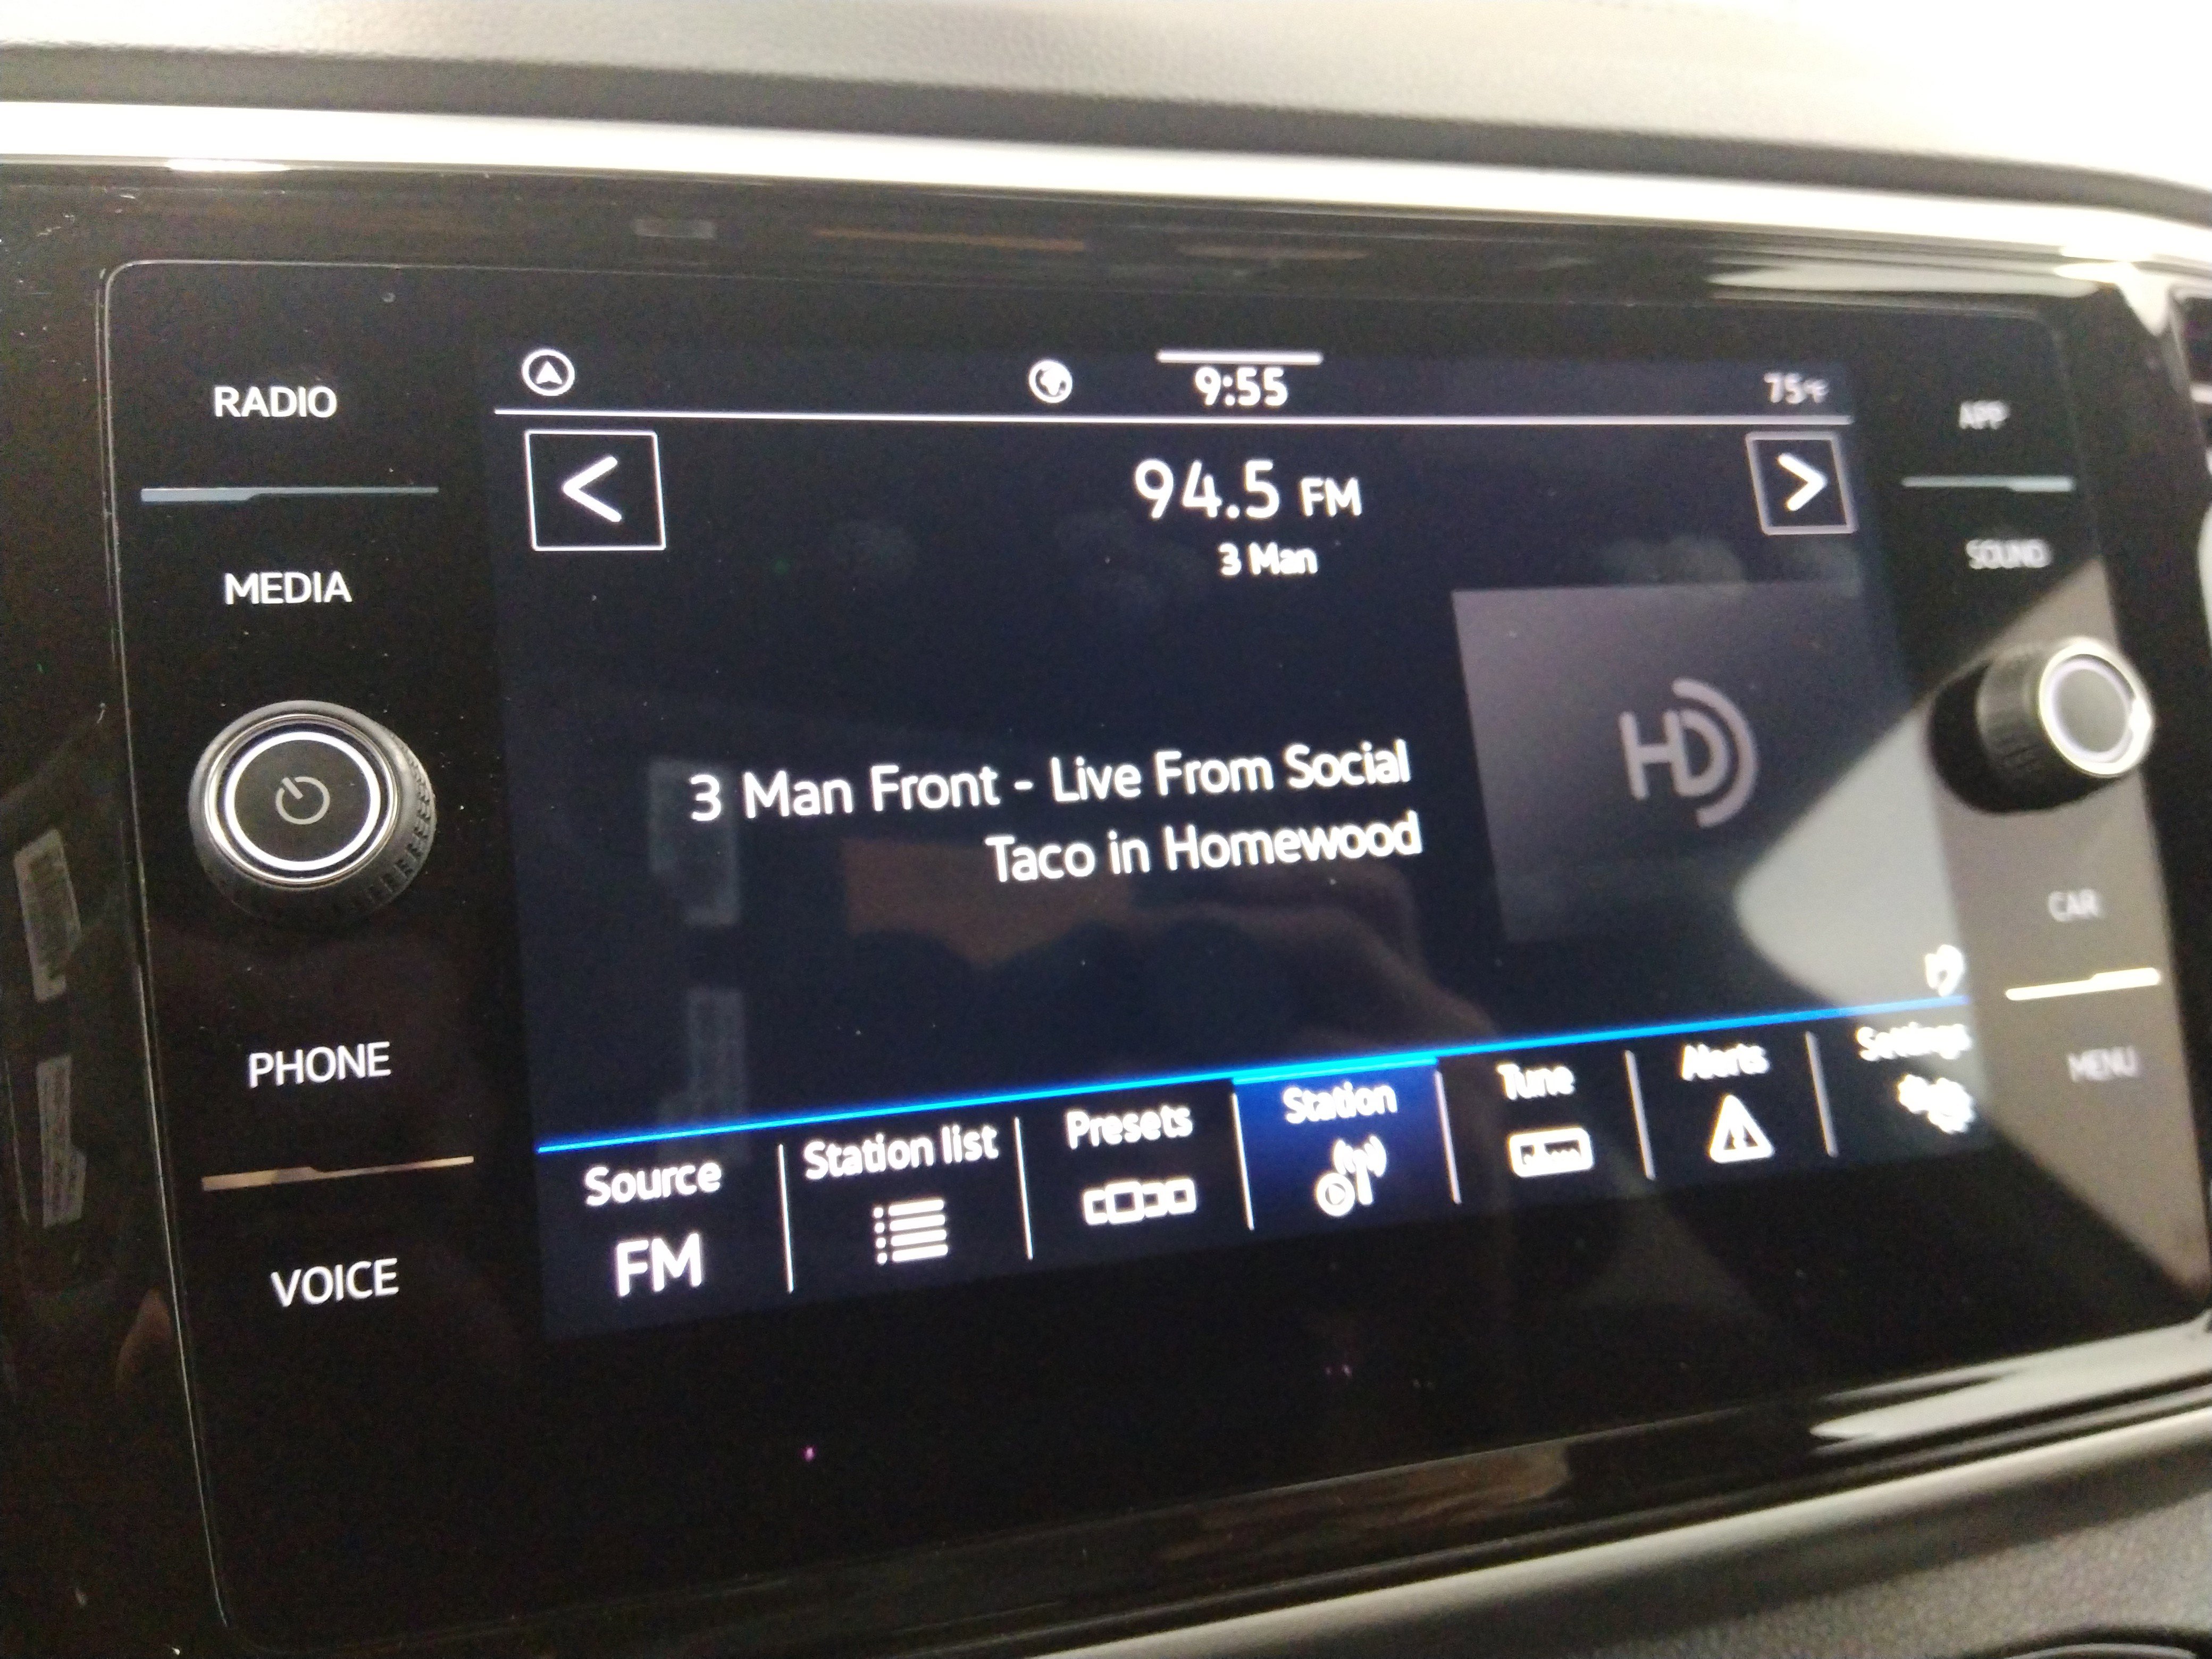 RADIO
MEDIA
PHONE
VOICE
9:55
75°F
94.5 FM
3 Man
3 Man Front - Live From Social
Taco in Homewood
HD
Source
FM
Station list
Presets
Station
Tune
Alerts
Settings
APP
SOUND
CAR
MENU